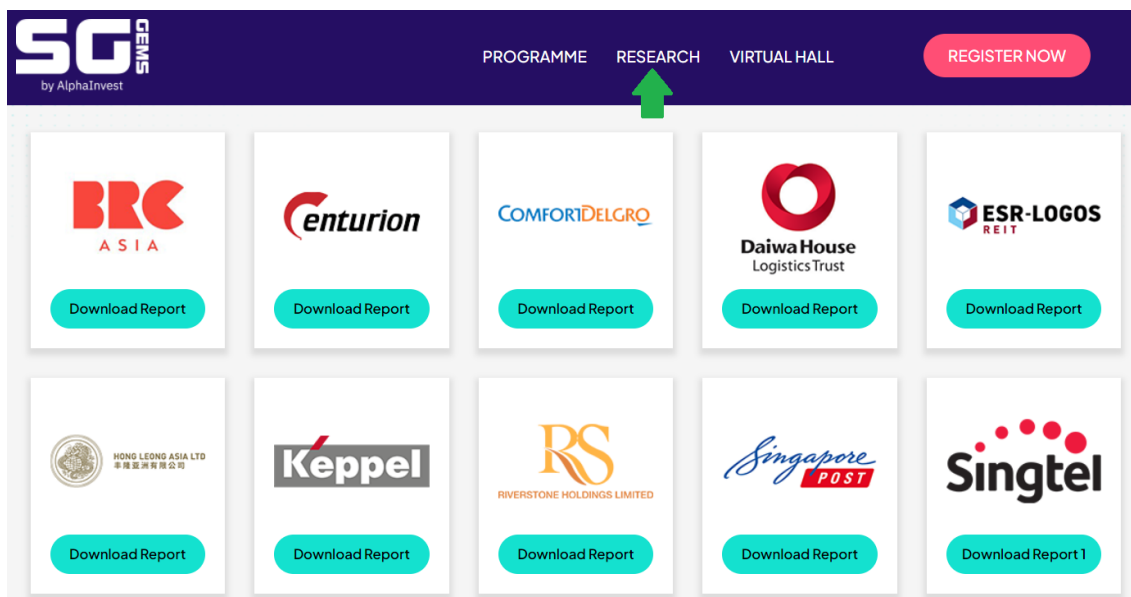 SG GEMS
by AlphaInvest
PROGRAMME RESEARCH VIRTUAL HALL REGISTER NOW
BRC
ASIA
Centurion
COMFORTDELGRO
Daiwa House
Logistics Trust
ESR-LOGOS
REIT
Download Report Download Report Download Report Download Report Download Report
HONG LEONG ASIA LTD
丰隆亚洲有限公司
Keppel
RS
RIVERSTONE HOLDINGS LIMITED
Singapore
POST
Singtel
Download Report Download Report Download Report Download Report Download Report 1